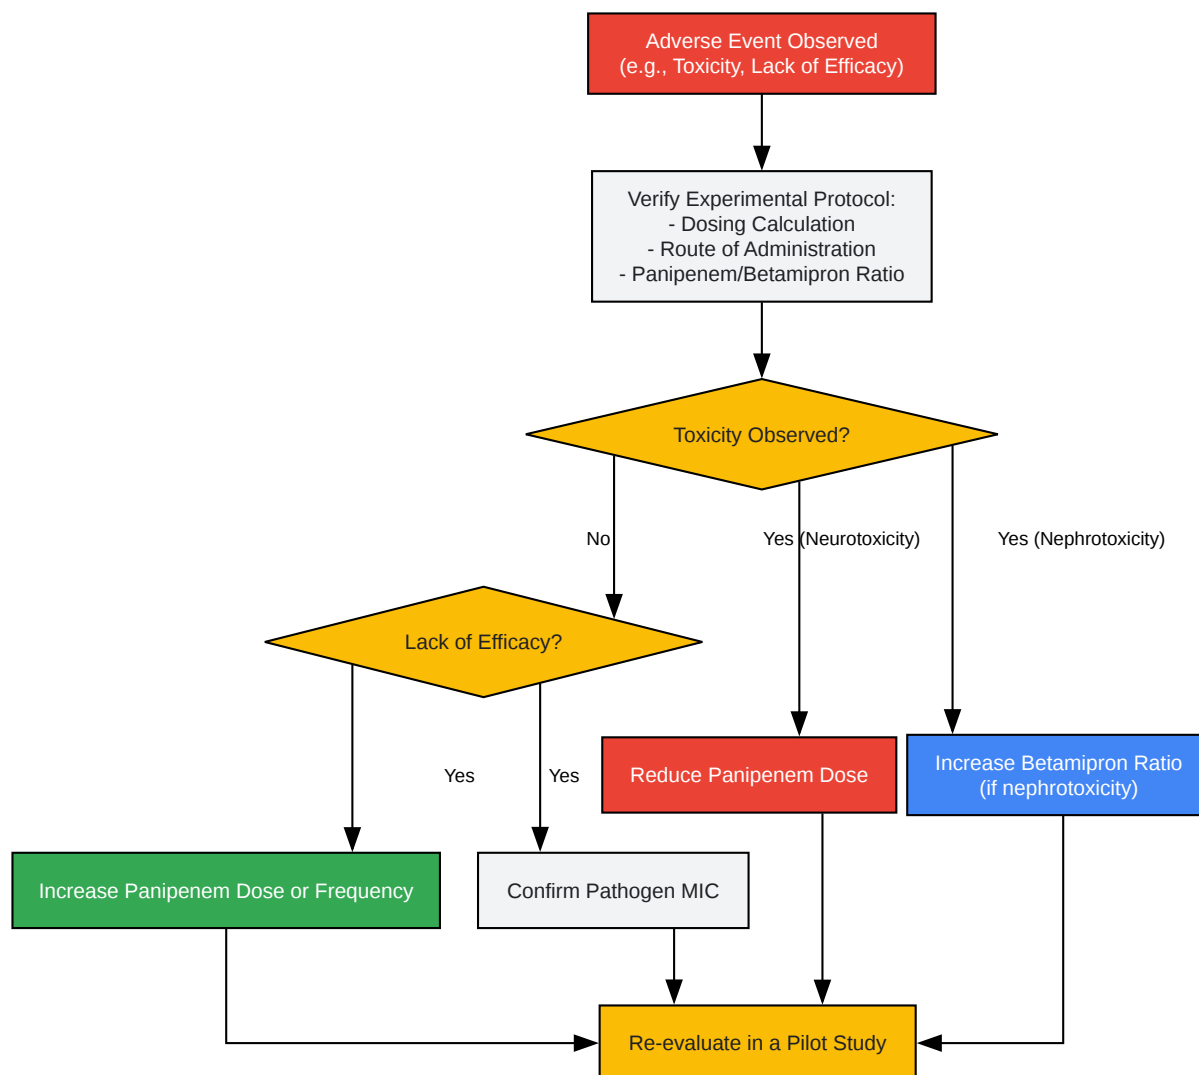 Adverse Event Observed
(e.g., Toxicity, Lack of Efficacy)
Verify Experimental Protocol:
- Dosing Calculation
- Route of Administration
- Panipenem/Betamipron Ratio
Toxicity Observed?
No
Yes (Neurotoxicity)
Yes (Nephrotoxicity)
Lack of Efficacy?
Yes
Yes
Reduce Panipenem Dose
Increase Betamipron Ratio
(if nephrotoxicity)
Increase Panipenem Dose or Frequency
Confirm Pathogen MIC
Re-evaluate in a Pilot Study